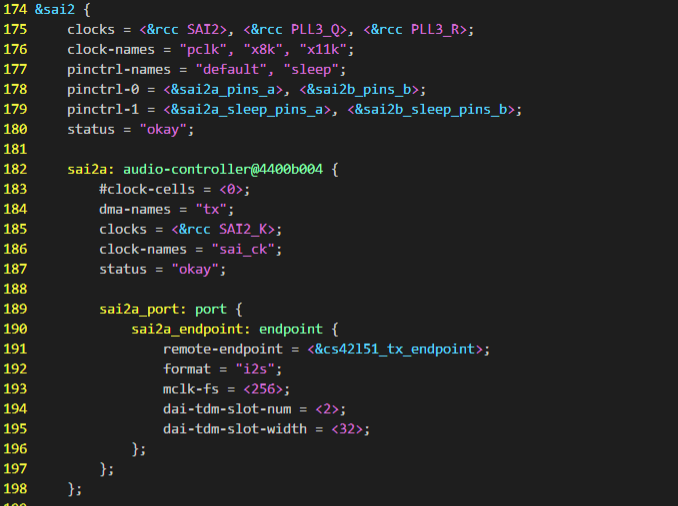 174 &sai2 {
175     clocks = <&rcc SAI2>, <&rcc PLL3_Q>, <&rcc PLL3_R>;
176     clock-names = "pclk", "x8k", "x11k";
177     pinctrl-names = "default", "sleep";
178     pinctrl-0 = <&sai2a_pins_a>, <&sai2b_pins_b>;
179     pinctrl-1 = <&sai2a_sleep_pins_a>, <&sai2b_sleep_pins_b>;
180     status = "okay";
181
182     sai2a: audio-controller@4400b004 {
183         #clock-cells = <0>;
184         dma-names = "tx";
185         clocks = <&rcc SAI2_K>;
186         clock-names = "sai_ck";
187         status = "okay";
188
189         sai2a_port: port {
190             sai2a_endpoint: endpoint {
191                 remote-endpoint = <&cs42l51_tx_endpoint>;
192                 format = "i2s";
193                 mclk-fs = <256>;
194                 dai-tdm-slot-num = <2>;
195                 dai-tdm-slot-width = <32>;
196             };
197         };
198     };